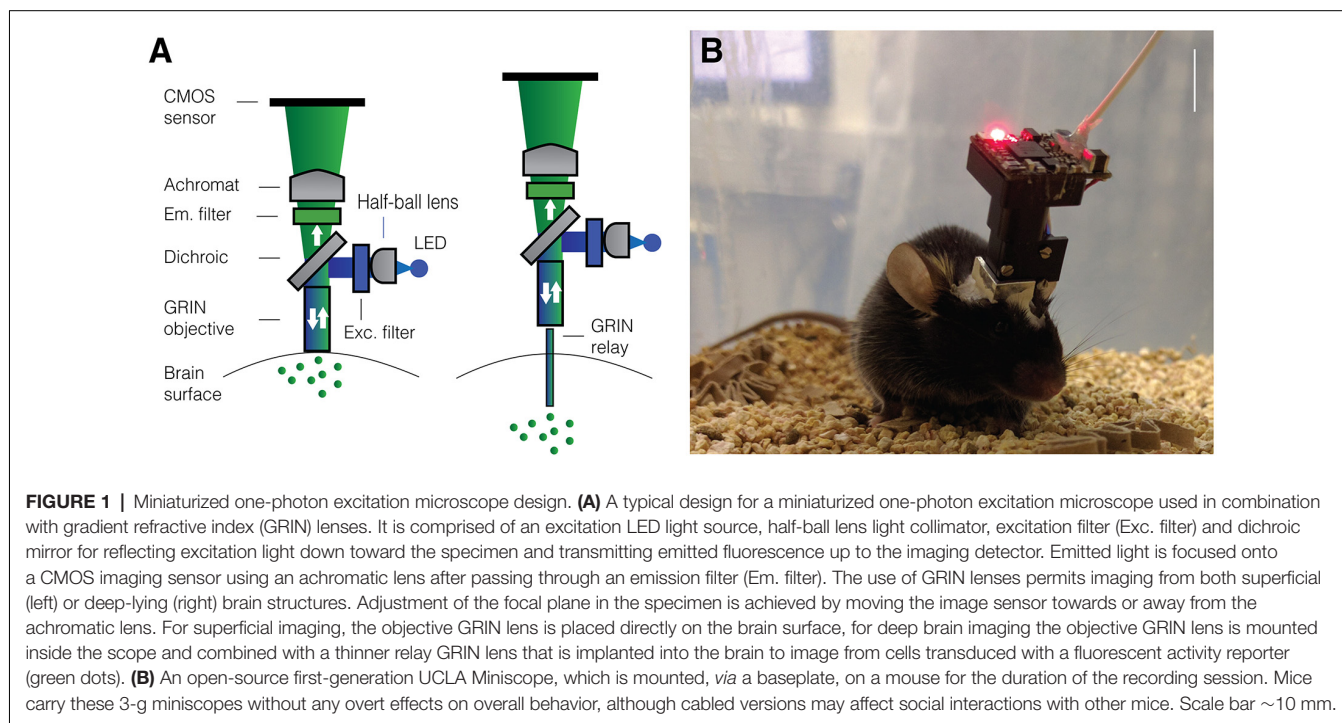 A
CMOS
sensor
Achromat
Em. filter
Dichroic
GRIN
objective
Brain
surface
Half-ball lens
LED
Exc. filter
GRIN
relay
B
FIGURE 1 | Miniaturized one-photon excitation microscope design. (A) A typical design for a miniaturized one-photon excitation microscope used in combination
with gradient refractive index (GRIN) lenses. It is comprised of an excitation LED light source, half-ball lens light collimator, excitation filter (Exc. filter) and dichroic
mirror for reflecting excitation light down toward the specimen and transmitting emitted fluorescence up to the imaging detector. Emitted light is focused onto
a CMOS imaging sensor using an achromatic lens after passing through an emission filter (Em. filter). The use of GRIN lenses permits imaging from both superficial
(left) or deep-lying (right) brain structures. Adjustment of the focal plane in the specimen is achieved by moving the image sensor towards or away from the
achromatic lens. For superficial imaging, the objective GRIN lens is placed directly on the brain surface, for deep brain imaging the objective GRIN lens is mounted
inside the scope and combined with a thinner relay GRIN lens that is implanted into the brain to image from cells transduced with a fluorescent activity reporter
(green dots). (B) An open-source first-generation UCLA Miniscope, which is mounted, via a baseplate, on a mouse for the duration of the recording session. Mice
carry these 3-g miniscopes without any overt effects on overall behavior, although cabled versions may affect social interactions with other mice. Scale bar ~10 mm.